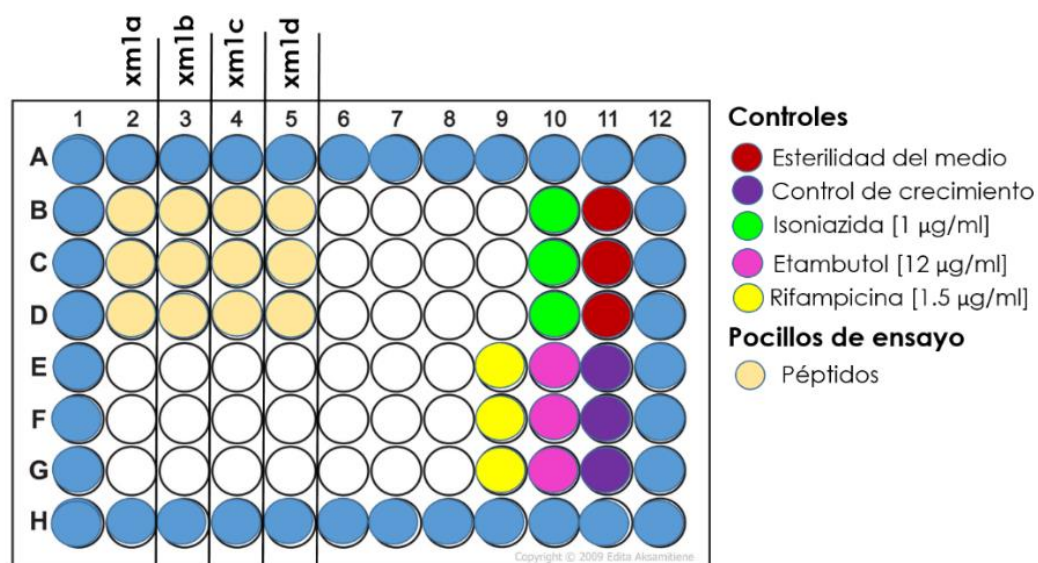 xm1a
xm1b
xm1c
xm1d
1 2 3 4 5 6 7 8 9 10 11 12
A
B
C
D
E
F
G
H
Controles
Esterilidad del medio
Control de crecimiento
Isoniazida [1 µg/ml]
Etambutol [12 µg/ml]
Rifampicina [1.5 µg/ml]
Pocillos de ensayo
Péptidos
Copyright © 2009 Edita Aksamitiene